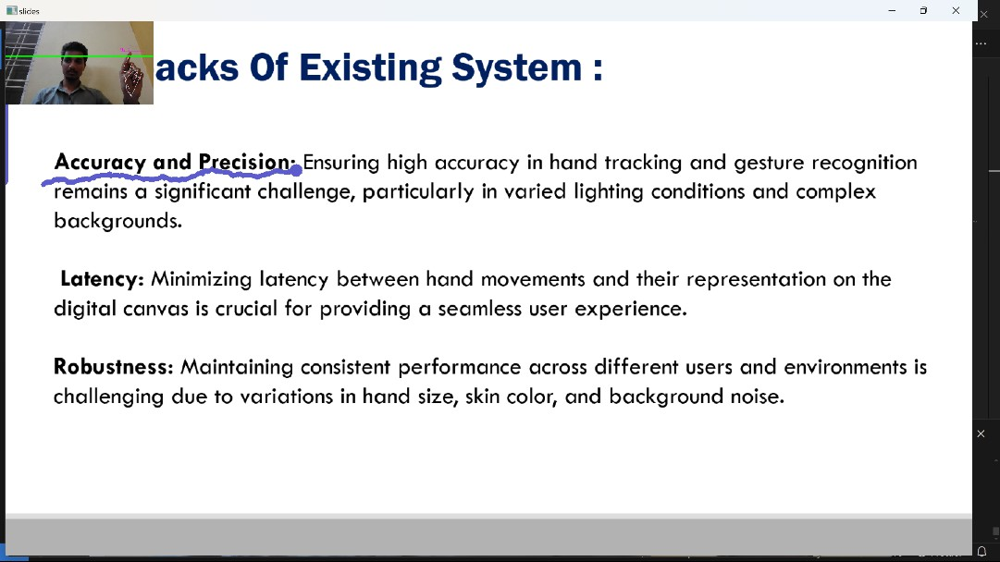 slides
acks Of Existing System :
Accuracy and Precision: Ensuring high accuracy in hand tracking and gesture recognition
remains a significant challenge, particularly in varied lighting conditions and complex
backgrounds.
Latency: Minimizing latency between hand movements and their representation on the
digital canvas is crucial for providing a seamless user experience.
Robustness: Maintaining consistent performance across different users and environments is
challenging due to variations in hand size, skin color, and background noise.